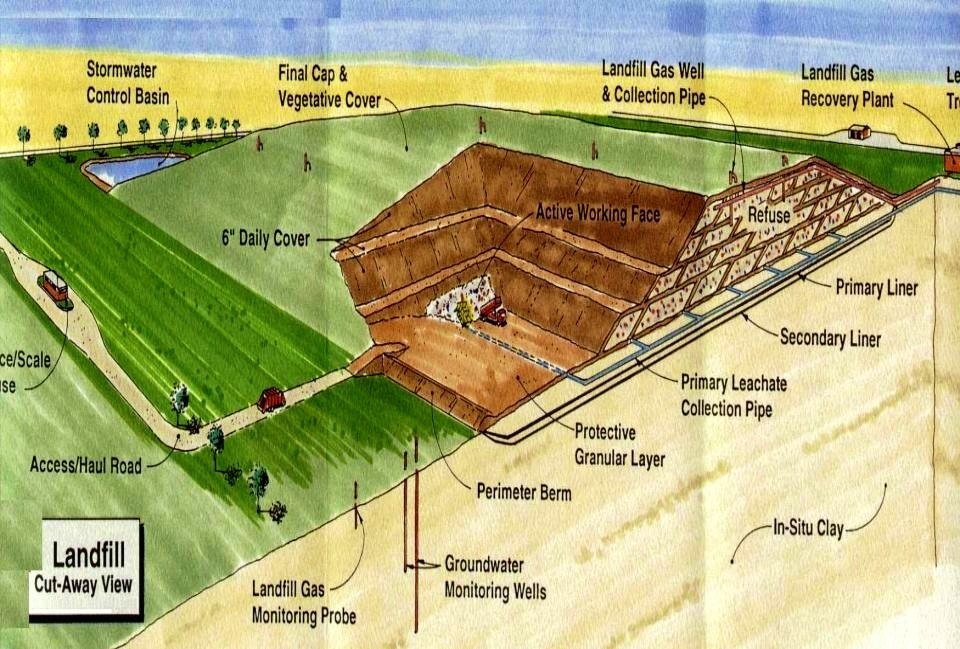 Stormwater
Control Basin
Final Cap &
Vegetative Cover
Landfill Gas Well
& Collection Pipe
Landfill Gas
Recovery Plant
Refuse
Active Working Face
6" Daily Cover
Primary Liner
Secondary Liner
Primary Leachate
Collection Pipe
Protective
Granular Layer
Access/Haul Road
Perimeter Berm
In-Situ Clay
Landfill
Cut-Away View
Groundwater
Monitoring Wells
Landfill Gas
Monitoring Probe